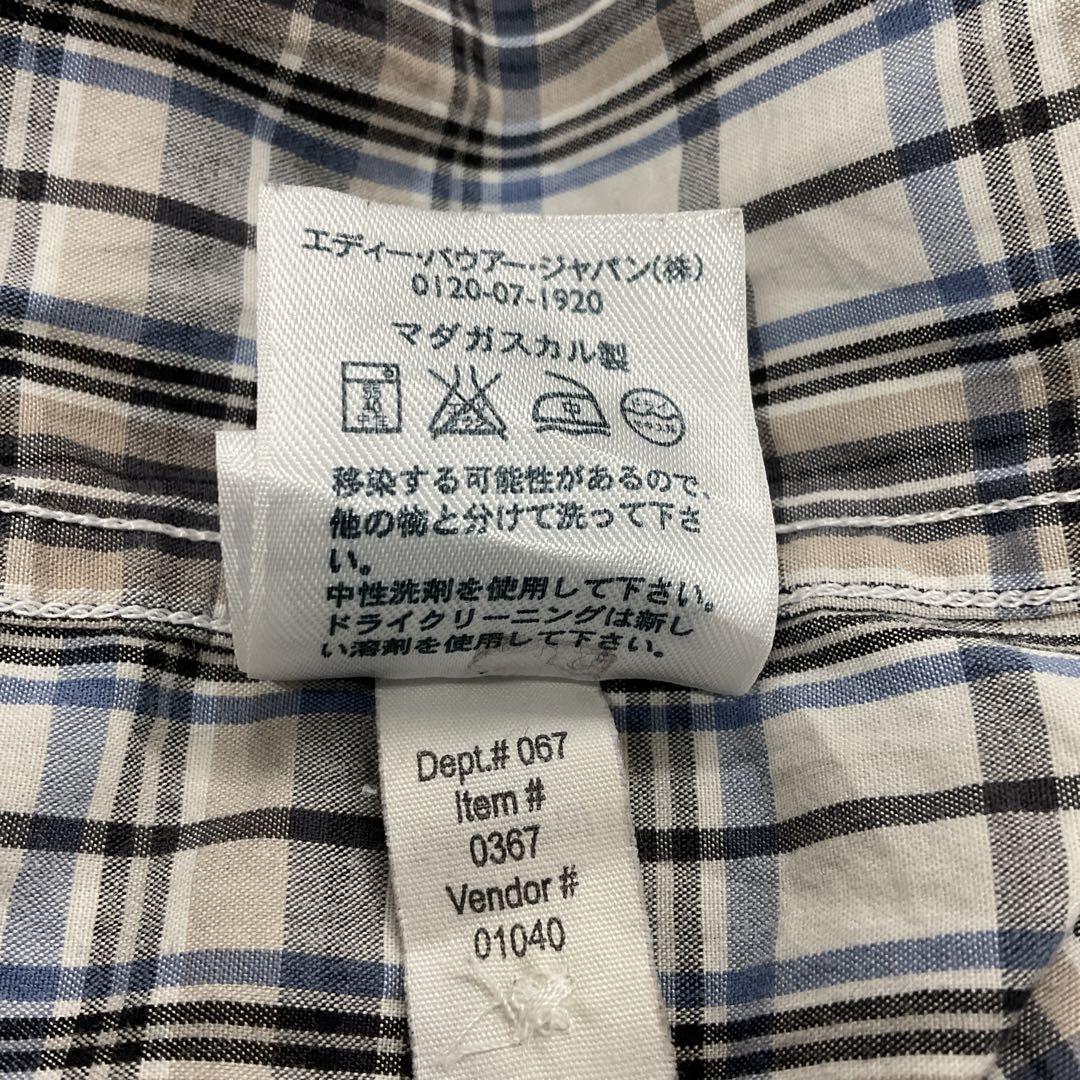 エディー・バウアー・ジャパン(株)
0120-07-1920
マダガスカル製
移染する可能性があるので、
他の物と分けて洗って下さ
い。
中性洗剤を使用して下さい。
ドライクリーニングは新し
い溶剤を使用して下さい。
Dept.# 067
Item #
0367
Vendor #
01040